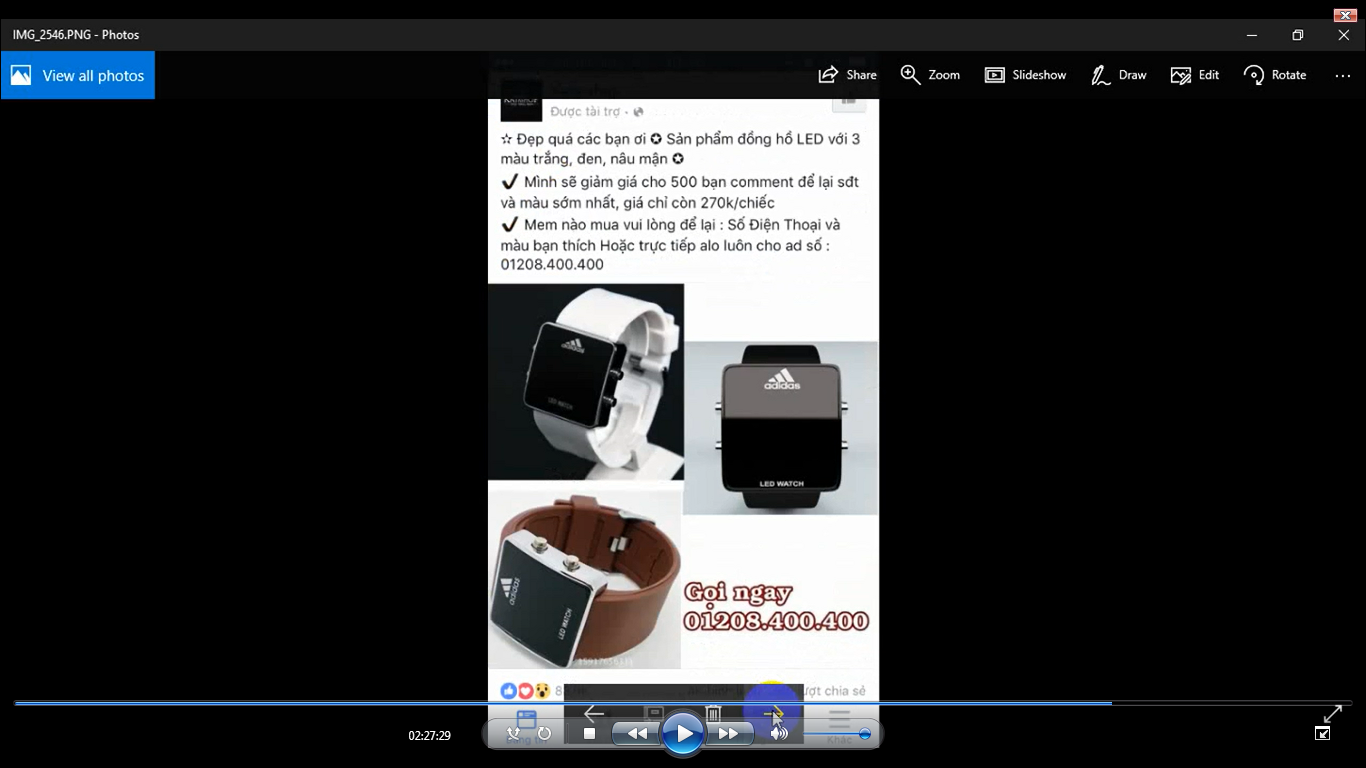 IMG_2546.PNG - Photos
View all photos
Share
Zoom
Slideshow
Draw
Edit
Rotate
Được tài trợ
☆ Đẹp quá các bạn ơi ✪ Sản phẩm đồng hồ LED với 3
màu trắng, đen, nâu mận ✪
✔ Mình sẽ giảm giá cho 500 bạn comment để lại sđt
và màu sớm nhất, giá chỉ còn 270k/chiếc
✔ Mem nào mua vui lòng để lại : Số Điện Thoại và
màu bạn thích Hoặc trực tiếp alo luôn cho ad số :
01208.400.400
adidas
LED WATCH
adidas
LED WATCH
adidas
LED WATCH
Gọi ngay
01208.400.400
lượt chia sẻ
Khác
02:27:29